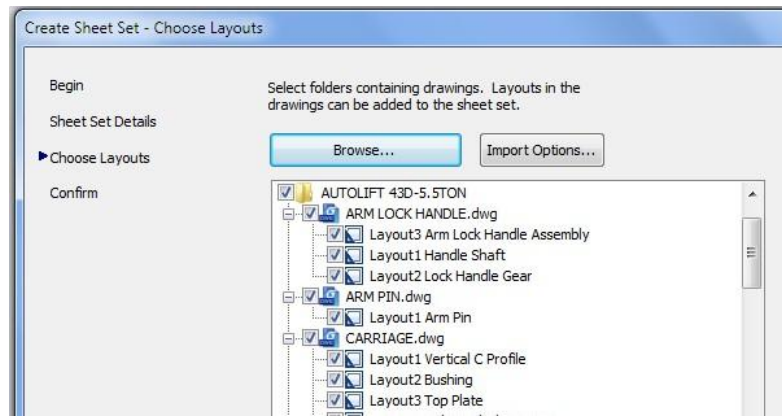 Create Sheet Set - Choose Layouts
Begin
Sheet Set Details
Choose Layouts
Confirm
Select folders containing drawings. Layouts in the
drawings can be added to the sheet set.
Browse...
Import Options...
AUTOLIFT 43D-5.5TON
ARM LOCK HANDLE.dwg
Layout3 Arm Lock Handle Assembly
Layout1 Handle Shaft
Layout2 Lock Handle Gear
ARM PIN.dwg
Layout1 Arm Pin
CARRIAGE.dwg
Layout1 Vertical C Profile
Layout2 Bushing
Layout3 Top Plate